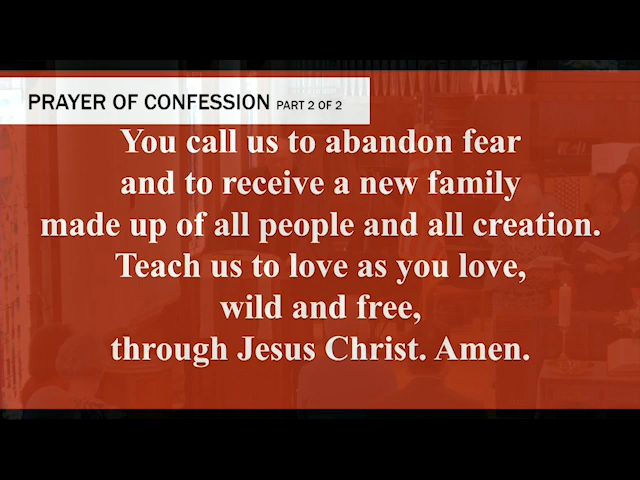 PRAYER OF CONFESSION PART 2 OF 2
You call us to abandon fear
and to receive a new family
made up of all people and all creation.
Teach us to love as you love,
wild and free,
through Jesus Christ. Amen.